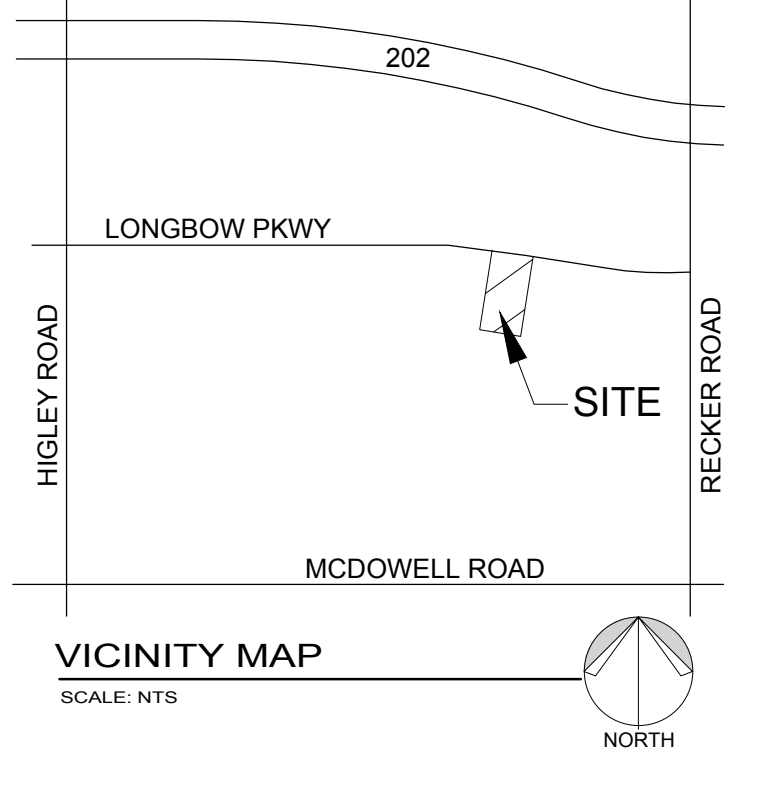 202
LONGBOW PKWY
HIGLEY ROAD
RECKER ROAD
SITE
MCDOWELL ROAD
VICINITY MAP
SCALE: NTS
NORTH